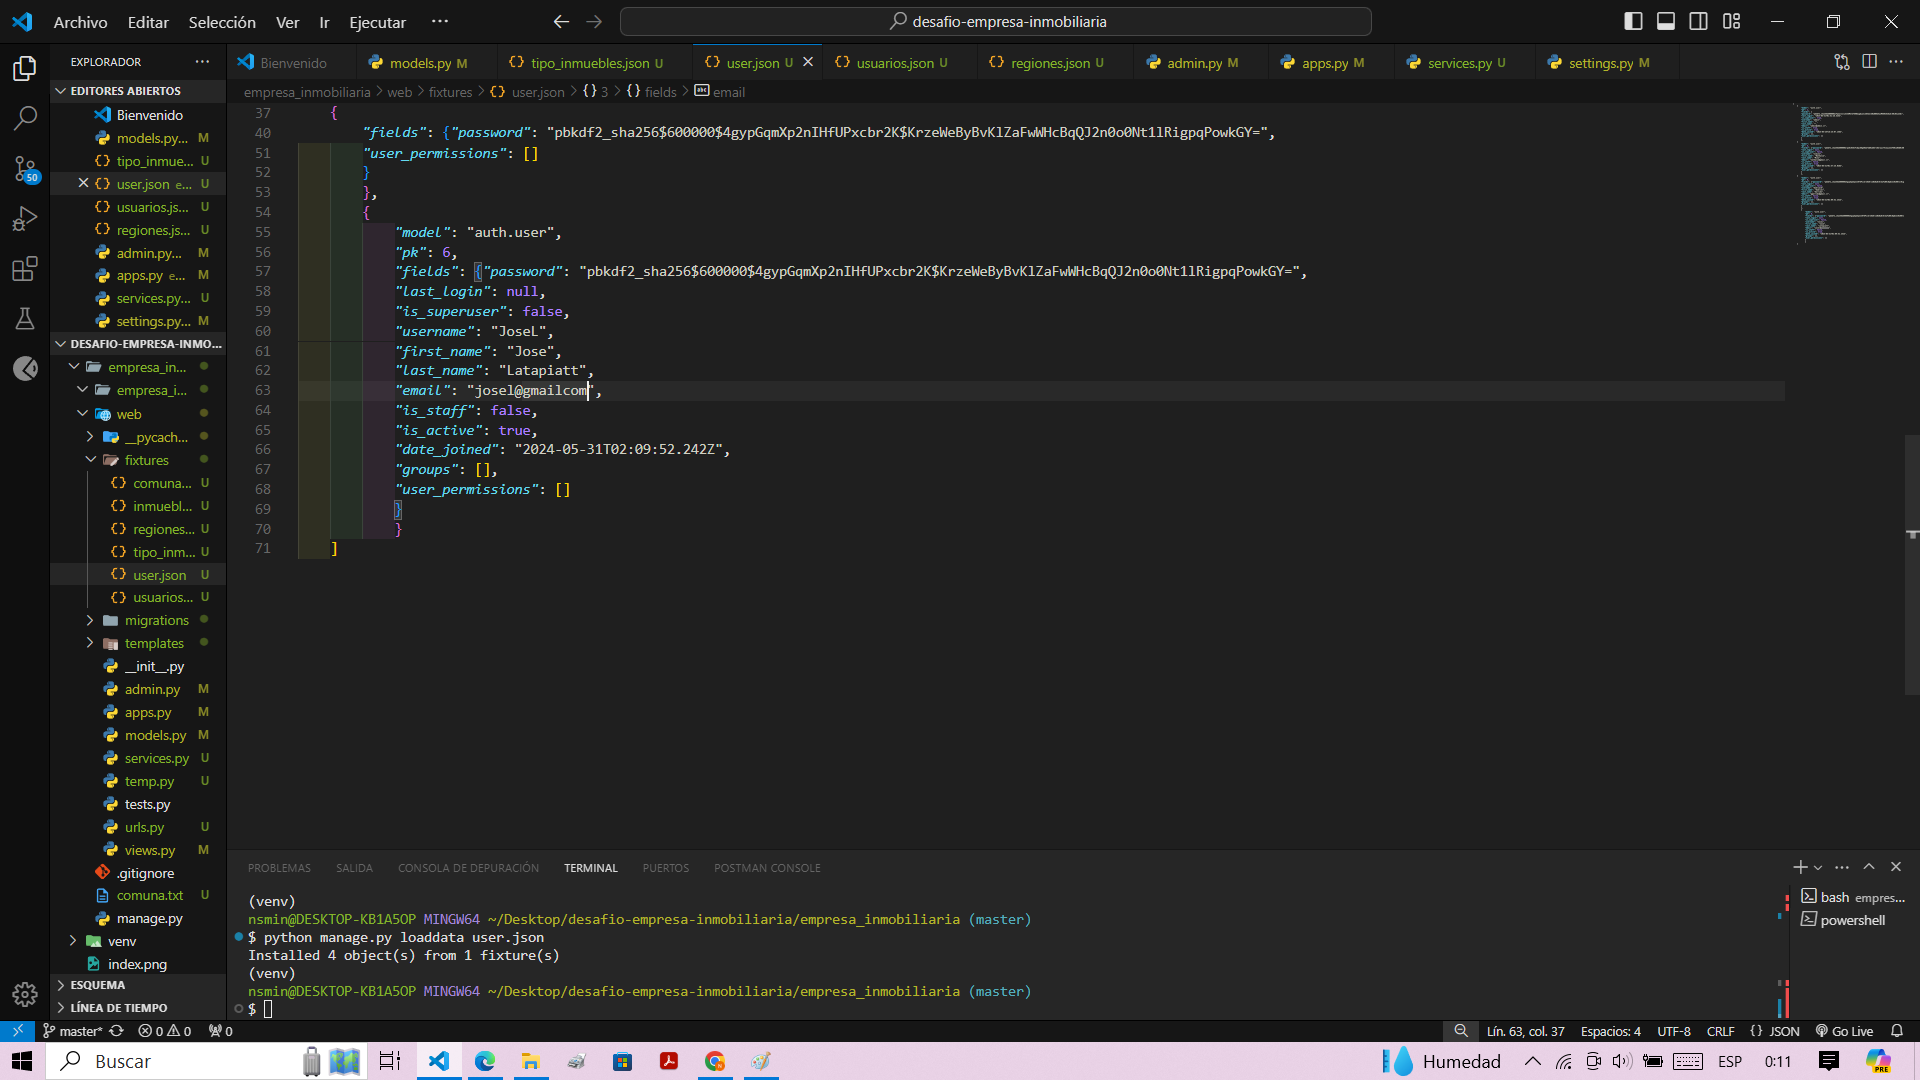 Archivo Editar Selección Ver Ir Ejecutar ··· desafio-empresa-inmobiliaria
EXPLORADOR ···
Bienvenido models.py M tipo_inmuebles.json U user.json U usuarios.json U regiones.json U admin.py M apps.py M services.py U settings.py M
EDITORES ABIERTOS
Bienvenido
models.py... M
tipo_inmue... U
user.json e... U
usuarios.js... U
regiones.js... U
admin.py... M
apps.py e... M
services.py... U
settings.py... M
DESAFIO-EMPRESA-INMO...
empresa_in...
empresa_i...
web
__pycach...
fixtures
comuna... U
inmuebl... U
regiones... U
tipo_inm... U
user.json U
usuarios... U
migrations
templates
__init__.py
admin.py M
apps.py M
models.py M
services.py U
temp.py U
tests.py
urls.py U
views.py M
.gitignore
comuna.txt U
manage.py
venv
index.png
ESQUEMA
LÍNEA DE TIEMPO
50
empresa_inmobiliaria > web > fixtures > {} user.json > {} 3 > {} fields > email
37 {
40 "fields": {"password": "pbkdf2_sha256$600000$4gypGqmXp2nIHfUPxcbr2K$KrzeWeByBvKlZaFwWHcBqQJ2n0o0Nt1lRigpqPowkGY=",
51 "user_permissions": []
52 }
53 },
54 {
55 "model": "auth.user",
56 "pk": 6,
57 "fields": {"password": "pbkdf2_sha256$600000$4gypGqmXp2nIHfUPxcbr2K$KrzeWeByBvKlZaFwWHcBqQJ2n0o0Nt1lRigpqPowkGY=",
58 "last_login": null,
59 "is_superuser": false,
60 "username": "JoseL",
61 "first_name": "Jose",
62 "last_name": "Latapiatt",
63 "email": "josel@gmailcom",
64 "is_staff": false,
65 "is_active": true,
66 "date_joined": "2024-05-31T02:09:52.242Z",
67 "groups": [],
68 "user_permissions": []
69 }
70 }
71 ]
PROBLEMAS SALIDA CONSOLA DE DEPURACIÓN TERMINAL PUERTOS POSTMAN CONSOLE
(venv)
nsmin@DESKTOP-KB1A5OP MINGW64 ~/Desktop/desafio-empresa-inmobiliaria/empresa_inmobiliaria (master)
$ python manage.py loaddata user.json
Installed 4 object(s) from 1 fixture(s)
(venv)
nsmin@DESKTOP-KB1A5OP MINGW64 ~/Desktop/desafio-empresa-inmobiliaria/empresa_inmobiliaria (master)
$
bash empres...
powershell
master* 0 0 0 Lín. 63, col. 37 Espacios: 4 UTF-8 CRLF {} JSON Go Live
Buscar Humedad ESP 0:11 PRE